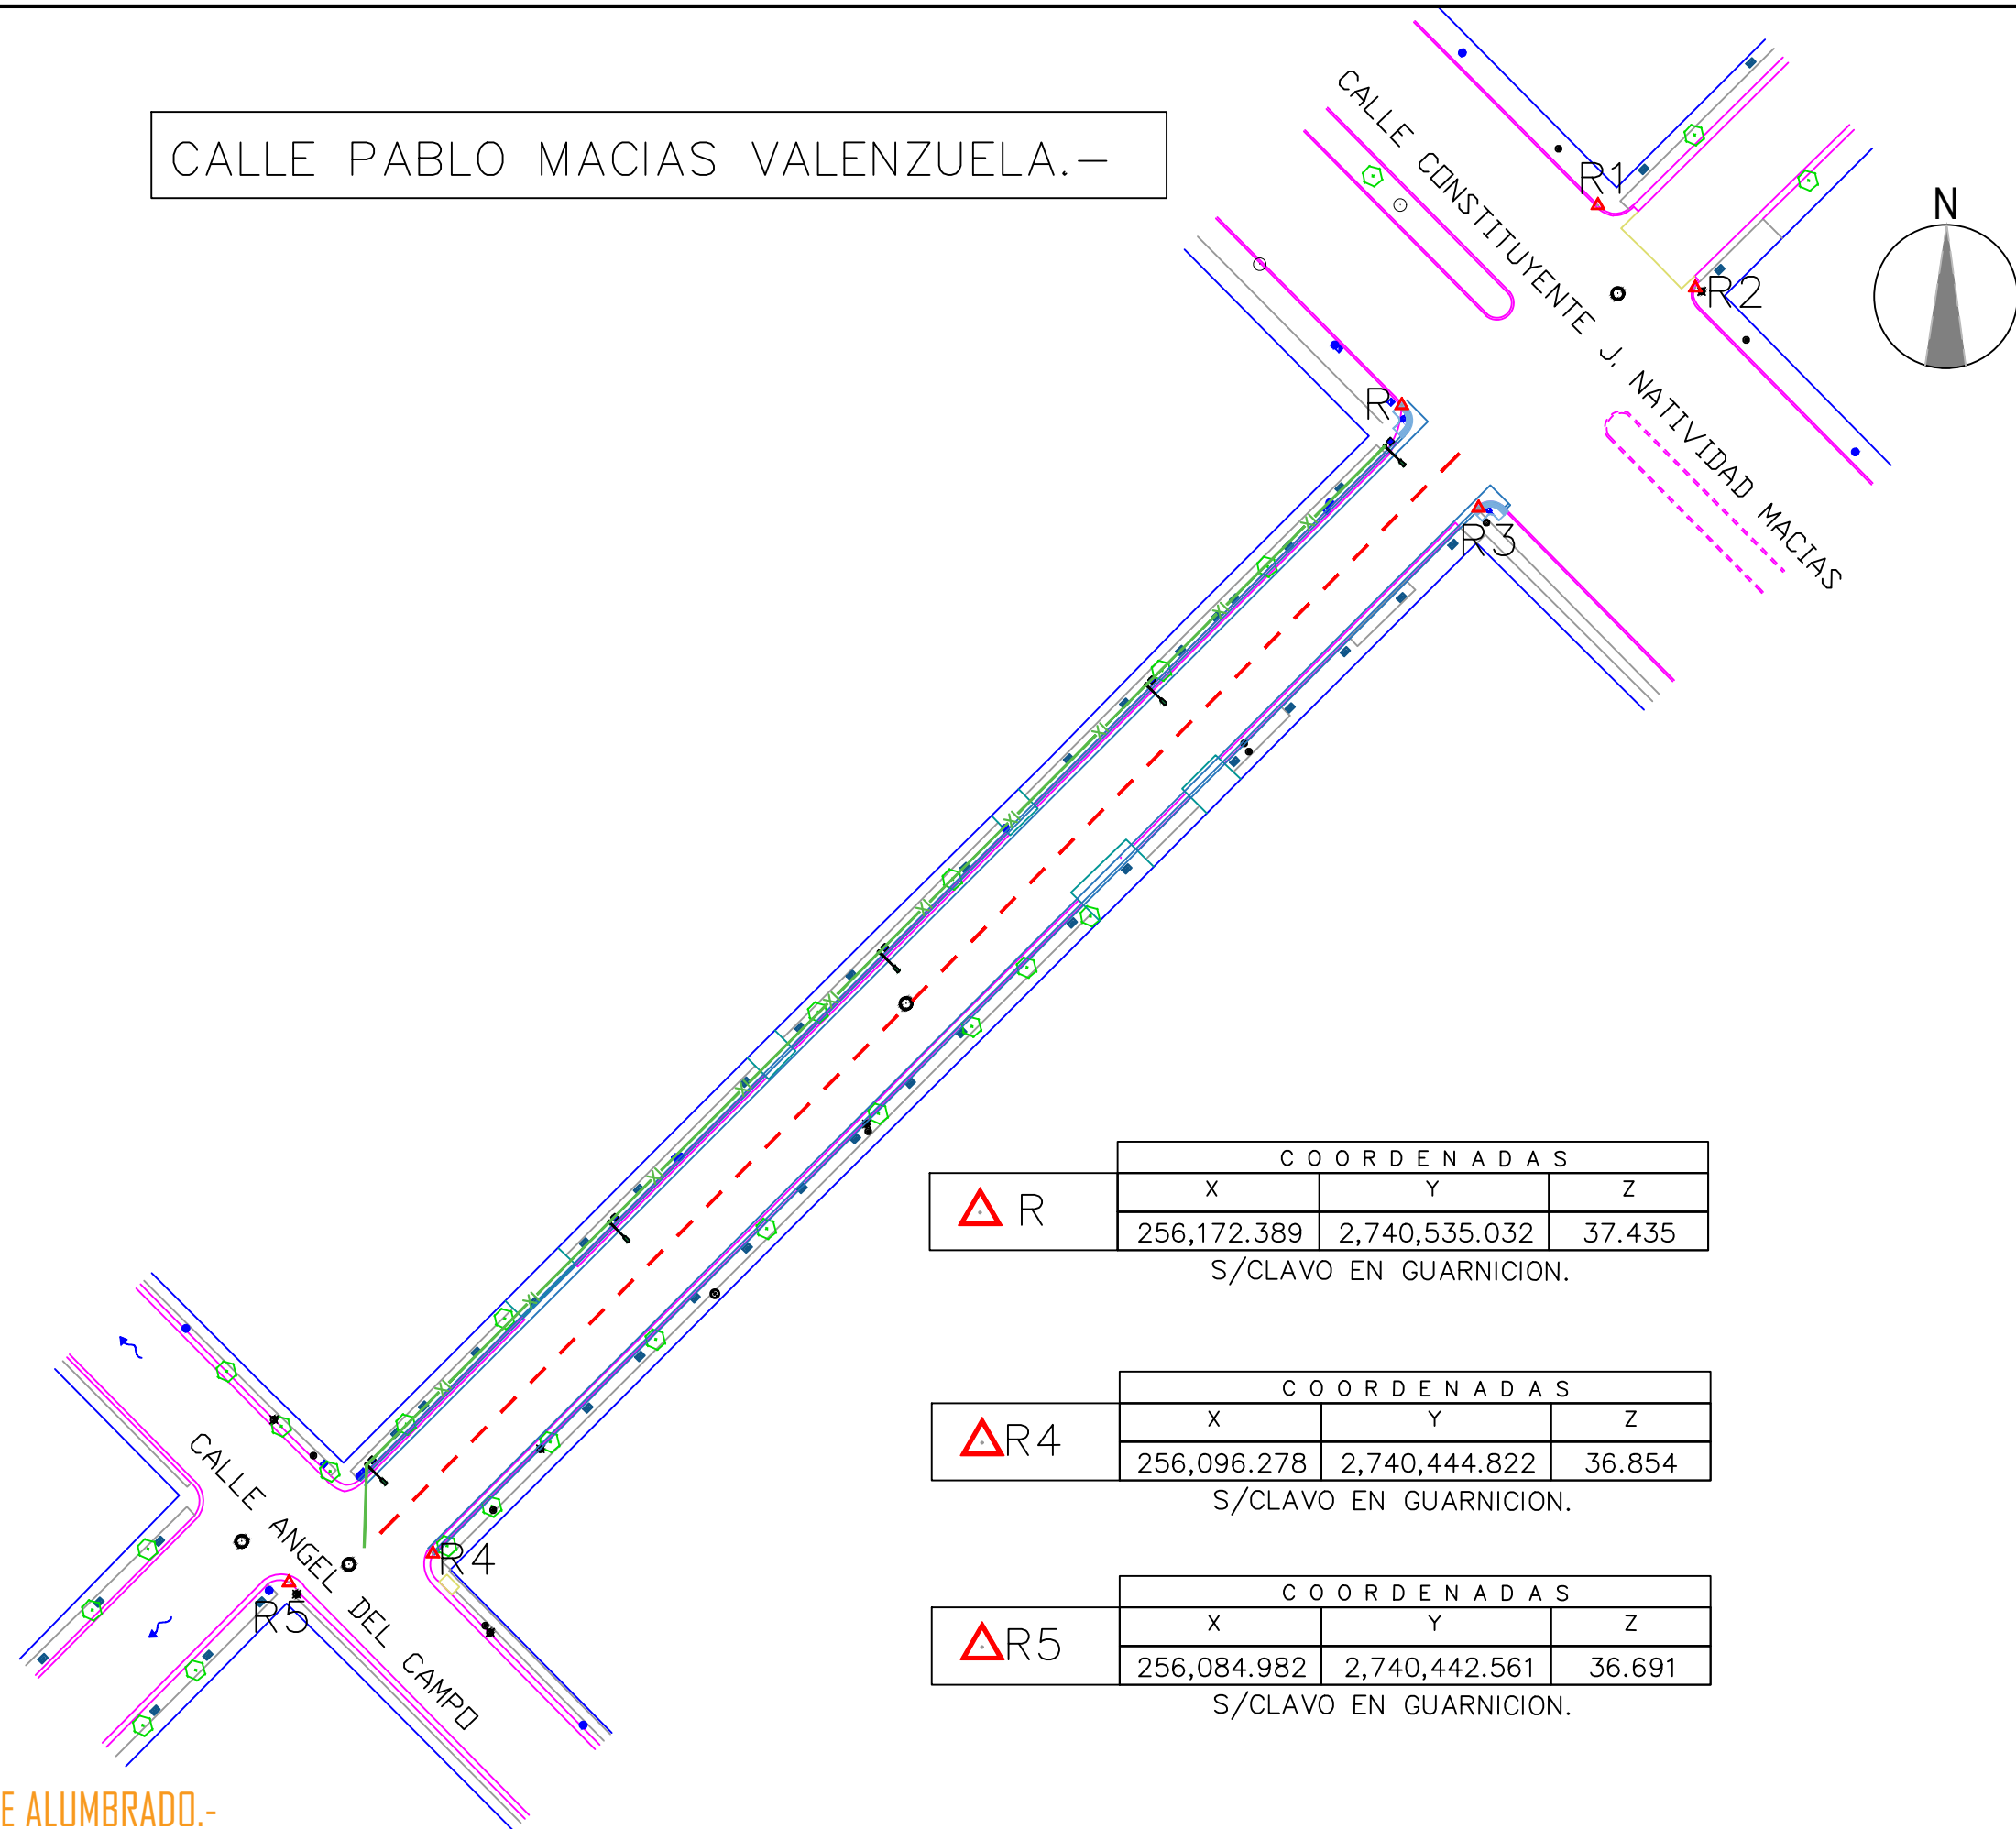 CALLE PABLO MACIAS VALENZUELA.-
CALLE CONSTITUYENTE J. NATIVIDAD MACIAS
N
R1
R2
R
R3
COORDENADAS
R
X Y Z
256,172.389 2,740,535.032 37.435
S/CLAVO EN GUARNICION.
COORDENADAS
R4
X Y Z
256,096.278 2,740,444.822 36.854
S/CLAVO EN GUARNICION.
COORDENADAS
R5
X Y Z
256,084.982 2,740,442.561 36.691
S/CLAVO EN GUARNICION.
CALLE ANGEL DEL CAMPO
R4
R5
E ALUMBRADO.-